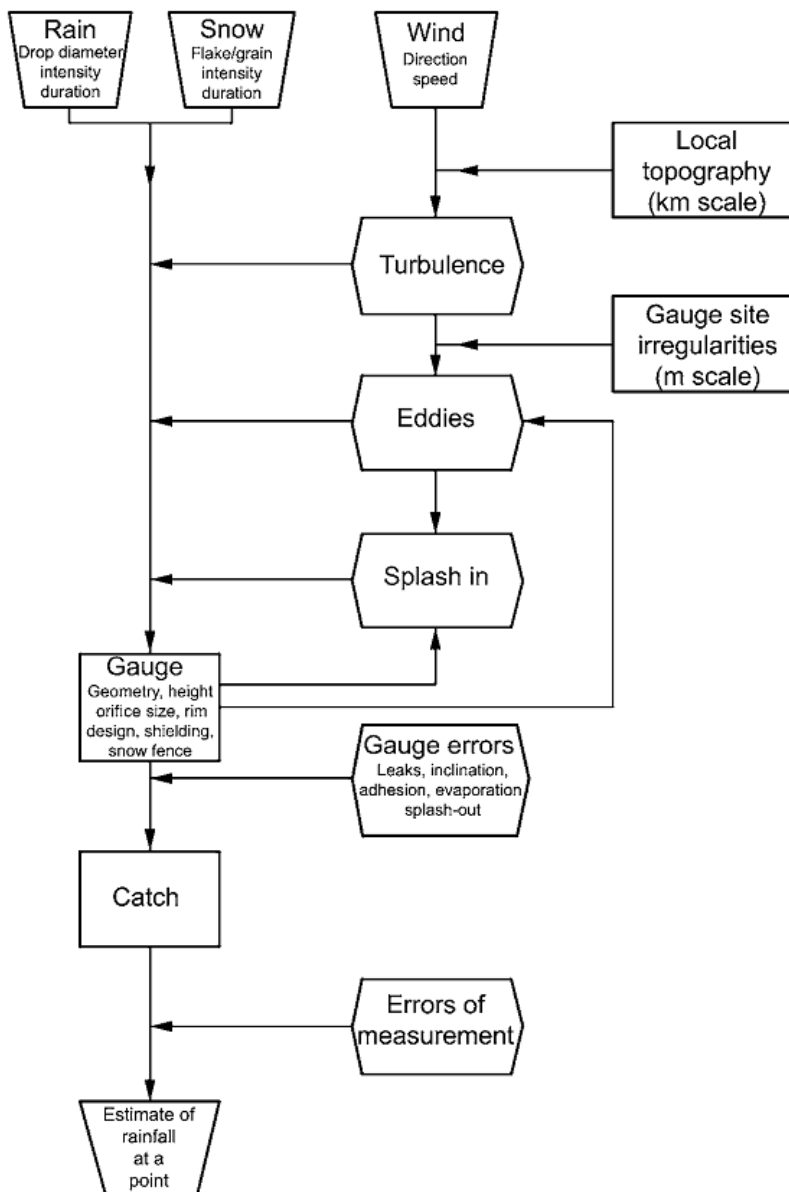 Rain
Drop diameter
intensity
duration
Snow
Flake/grain
intensity
duration
Wind
Direction
speed
Local
topography
(km scale)
Turbulence
Gauge site
irregularities
(m scale)
Eddies
Splash in
Gauge
Geometry, height
orifice size, rim
design, shielding,
snow fence
Gauge errors
Leaks, inclination,
adhesion, evaporation
splash-out
Catch
Errors of
measurement
Estimate of
rainfall
at a
point